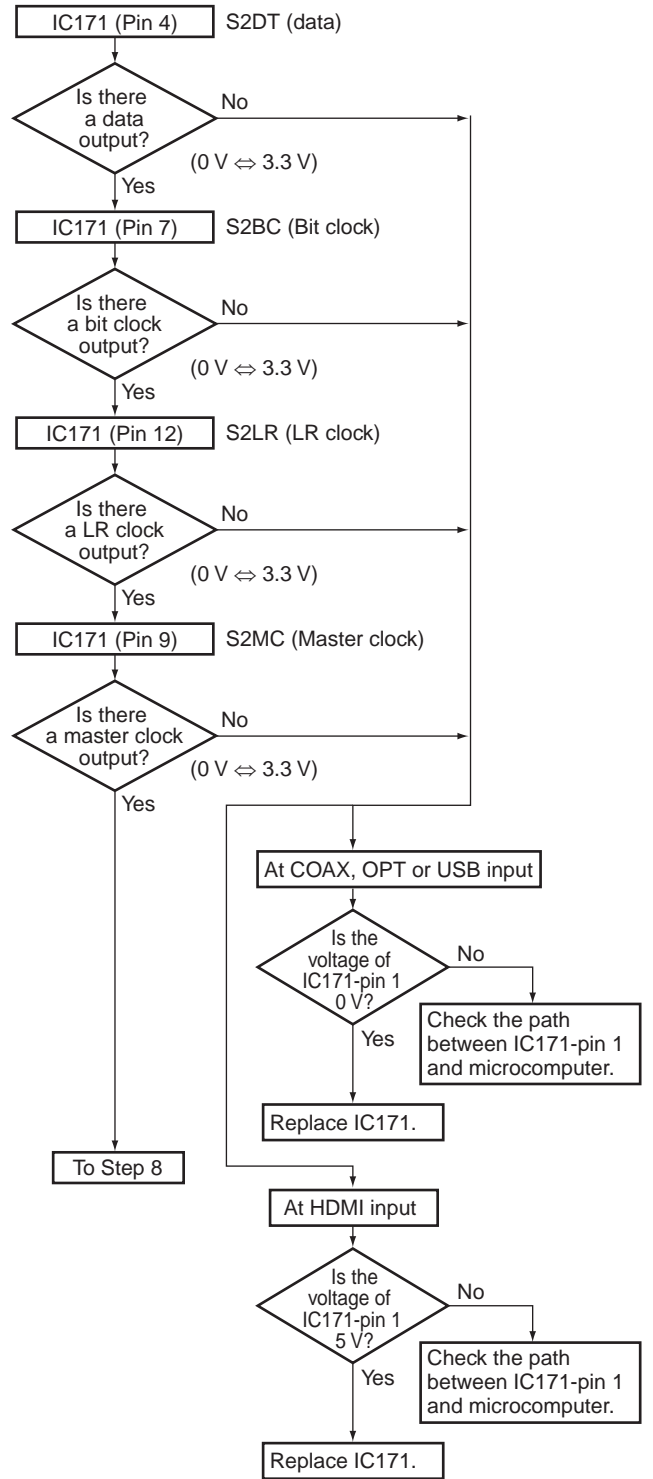 IC171 (Pin 4) S2DT (data)
Is there
a data
output?
No
(0 V ⇔ 3.3 V)
Yes
IC171 (Pin 7) S2BC (Bit clock)
Is there
a bit clock
output?
No
(0 V ⇔ 3.3 V)
Yes
IC171 (Pin 12) S2LR (LR clock)
Is there
a LR clock
output?
No
(0 V ⇔ 3.3 V)
Yes
IC171 (Pin 9) S2MC (Master clock)
Is there
a master clock
output?
No
(0 V ⇔ 3.3 V)
Yes
To Step 8
At COAX, OPT or USB input
Is the
voltage of
IC171-pin 1
0 V?
No
Check the path
between IC171-pin 1
and microcomputer.
Yes
Replace IC171.
At HDMI input
Is the
voltage of
IC171-pin 1
5 V?
No
Check the path
between IC171-pin 1
and microcomputer.
Yes
Replace IC171.